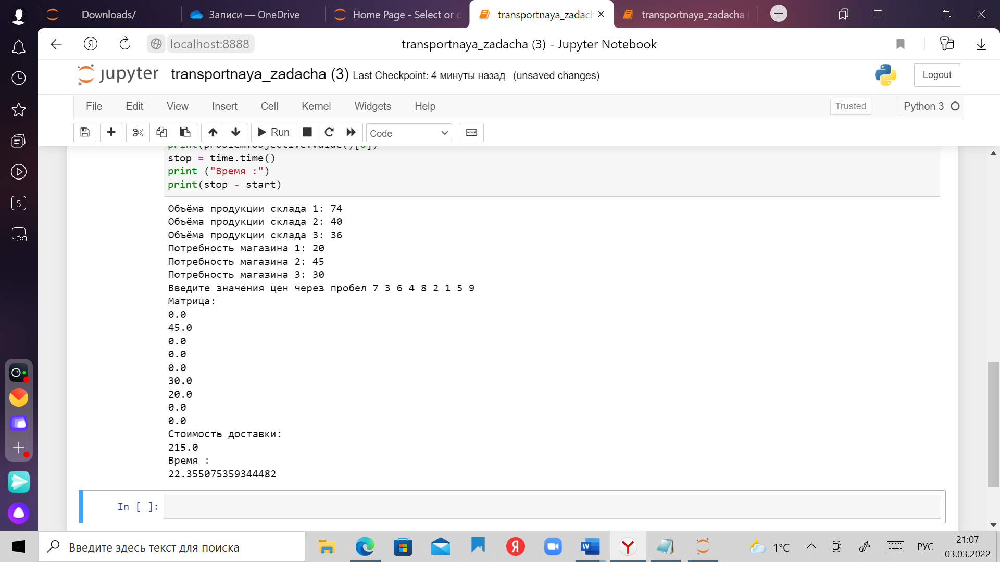 Downloads/
Записи — OneDrive
Home Page - Select or c
transportnaya_zadach
transportnaya_zadacha (
localhost:8888
transportnaya_zadacha (3) - Jupyter Notebook
jupyter transportnaya_zadacha (3) Last Checkpoint: 4 минуты назад (unsaved changes)
Logout
File Edit View Insert Cell Kernel Widgets Help
Trusted
Python 3
Run
Code
print(problem.objective.value()[0])
stop = time.time()
print ("Время :")
print(stop - start)
Объёма продукции склада 1: 74
Объёма продукции склада 2: 40
Объёма продукции склада 3: 36
Потребность магазина 1: 20
Потребность магазина 2: 45
Потребность магазина 3: 30
Введите значения цен через пробел 7 3 6 4 8 2 1 5 9
Матрица:
0.0
45.0
0.0
0.0
0.0
30.0
20.0
0.0
0.0
Стоимость доставки:
215.0
Время :
22.355075359344482
In [ ]:
5
Введите здесь текст для поиска
1°C
РУС
21:07
03.03.2022